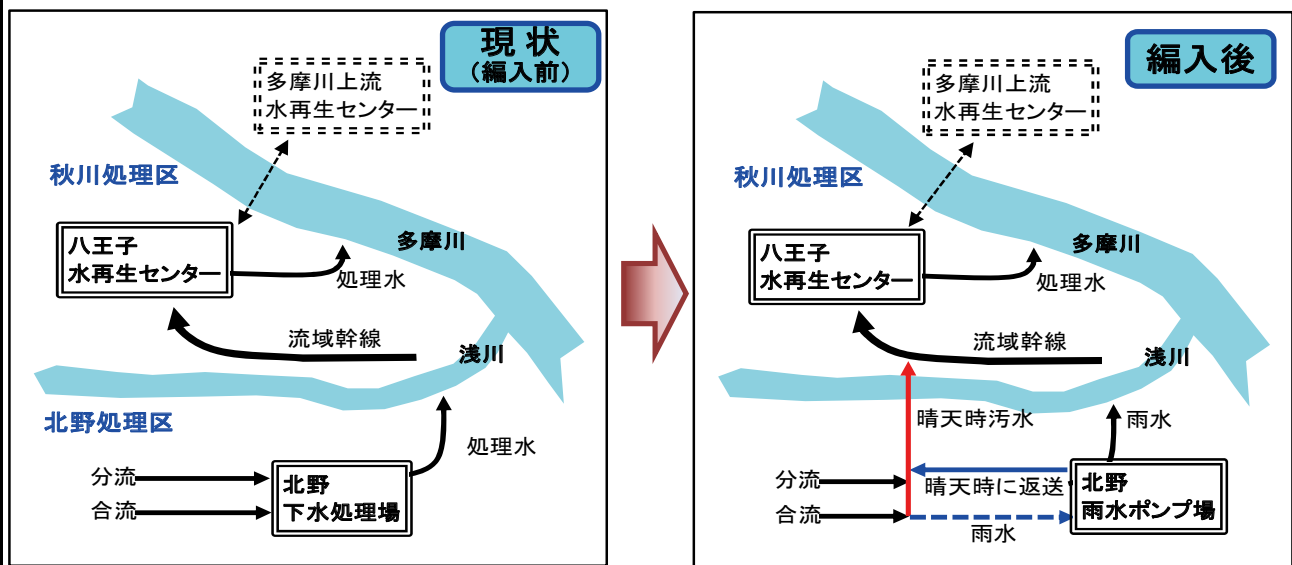 現状
（編入前）
多摩川上流
水再生センター
秋川処理区
八王子
水再生センター
多摩川
処理水
流域幹線
浅川
北野処理区
処理水
分流
合流
北野
下水処理場
編入後
多摩川上流
水再生センター
秋川処理区
八王子
水再生センター
多摩川
処理水
流域幹線
浅川
晴天時汚水
雨水
分流
晴天時に返送
合流
雨水
北野
雨水ポンプ場